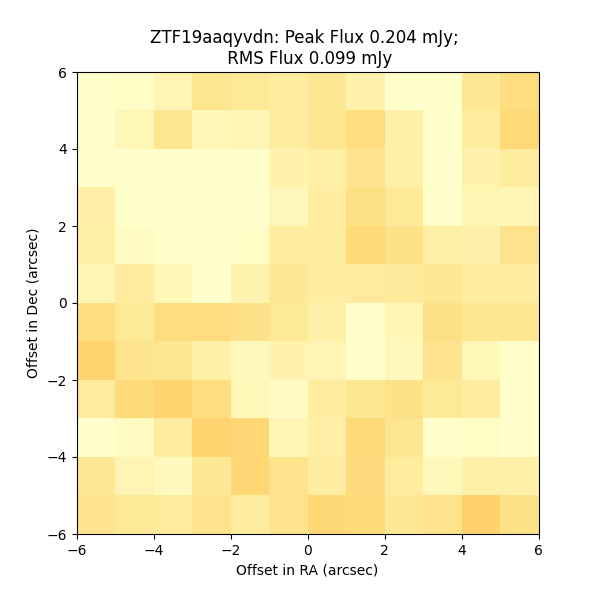 ZTF19aaqyvdn: Peak Flux 0.204 mJy;
RMS Flux 0.099 mJy
6
4
2
0
−2
−4
−6
Offset in Dec (arcsec)
−6 −4 −2 0 2 4 6
Offset in RA (arcsec)